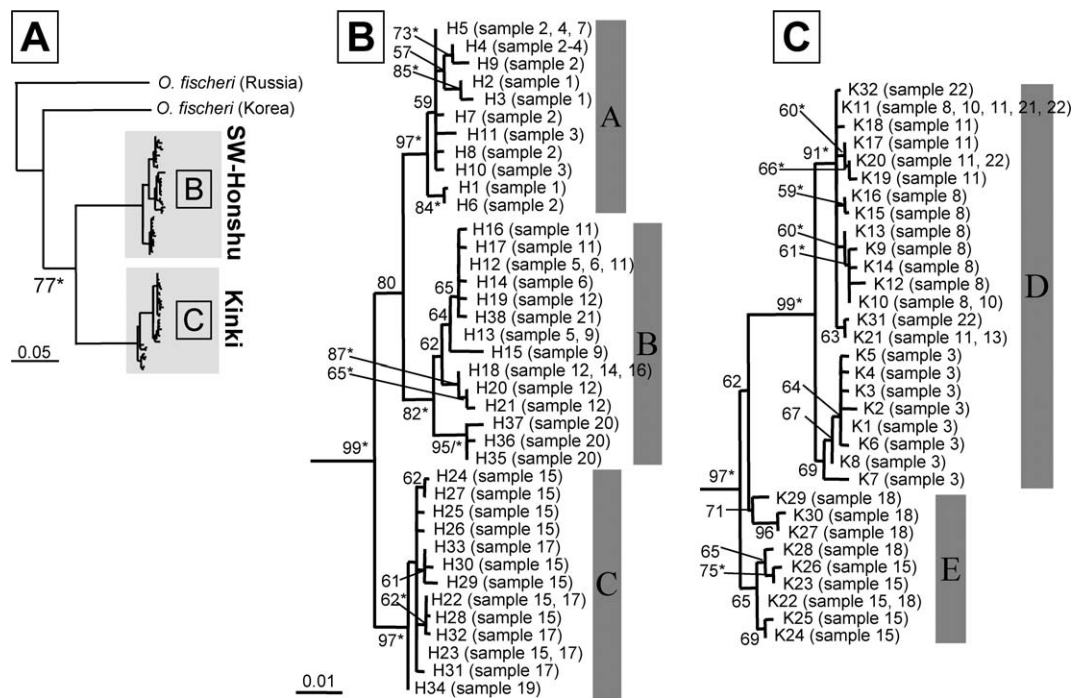 A
O. fischeri (Russia)
O. fischeri (Korea)
SW-Honshu
B
77*
Kinki
C
0.05
B
H5 (sample 2, 4, 7)
73*
H4 (sample 2-4)
57
H9 (sample 2)
85*
H2 (sample 1)
H3 (sample 1)
59
H7 (sample 2)
H11 (sample 3)
97*
H8 (sample 2)
H10 (sample 3)
H1 (sample 1)
84*
H6 (sample 2)
A
H16 (sample 11)
H17 (sample 11)
H12 (sample 5, 6, 11)
80
65
H14 (sample 6)
H19 (sample 12)
64
H38 (sample 21)
H13 (sample 5, 9)
62
H15 (sample 9)
87*
H18 (sample 12, 14, 16)
65*
H20 (sample 12)
H21 (sample 12)
82*
H37 (sample 20)
95/*
H36 (sample 20)
H35 (sample 20)
B
99*
62
H24 (sample 15)
H27 (sample 15)
H25 (sample 15)
H26 (sample 15)
H33 (sample 17)
H30 (sample 15)
61
H29 (sample 15)
62*
H22 (sample 15, 17)
H28 (sample 15)
H32 (sample 17)
97*
H23 (sample 15, 17)
H31 (sample 17)
H34 (sample 19)
C
0.01
C
K32 (sample 22)
K11 (sample 8, 10, 11, 21, 22)
60*
K18 (sample 11)
K17 (sample 11)
91*
K20 (sample 11, 22)
66*
K19 (sample 11)
59*
K16 (sample 8)
K15 (sample 8)
60*
K13 (sample 8)
K9 (sample 8)
61*
K14 (sample 8)
K12 (sample 8)
99*
K10 (sample 8, 10)
K31 (sample 22)
63
K21 (sample 11, 13)
K5 (sample 3)
K4 (sample 3)
64
K3 (sample 3)
62
K2 (sample 3)
67
K1 (sample 3)
K6 (sample 3)
K8 (sample 3)
69
K7 (sample 3)
D
97*
K29 (sample 18)
71
K30 (sample 18)
96
K27 (sample 18)
65
K28 (sample 18)
75*
K26 (sample 15)
K23 (sample 15)
65
K22 (sample 15, 18)
K25 (sample 15)
69
K24 (sample 15)
E